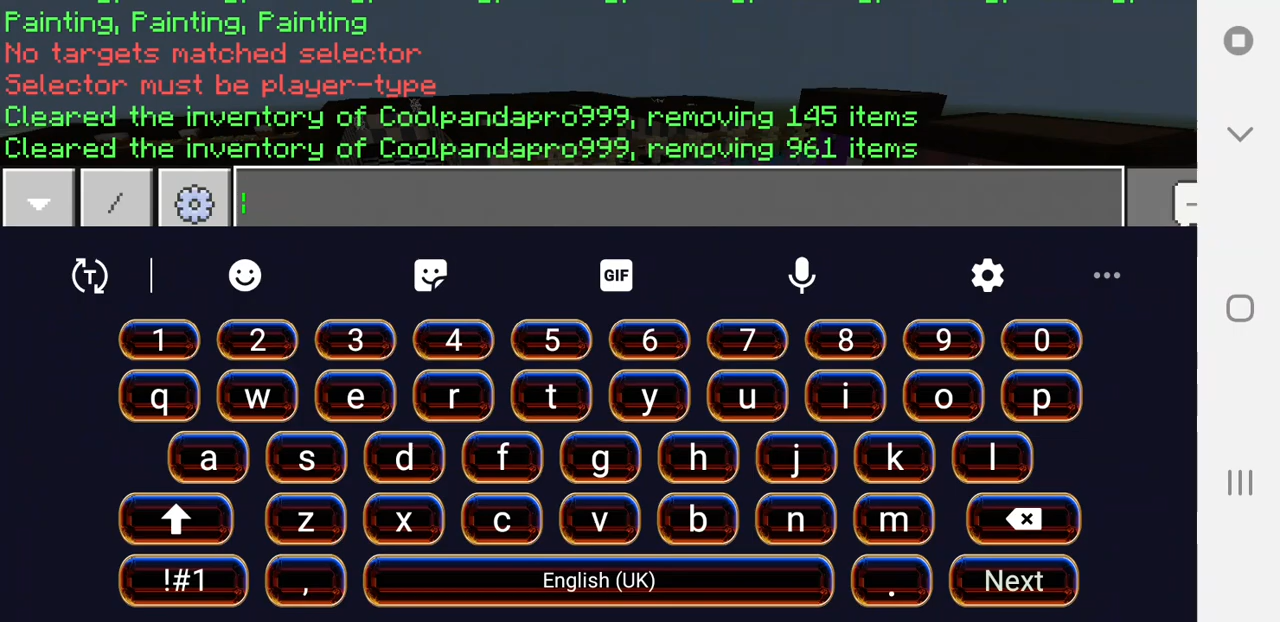 Painting, Painting, Painting
No targets matched selector
Selector must be player-type
Cleared the inventory of Coolpandapro999, removing 145 items
Cleared the inventory of Coolpandapro999, removing 961 items
/
T GIF
1 2 3 4 5 6 7 8 9 0
q w e r t y u i o p
a s d f g h j k l
z x c v b n m
!#1 , English (UK) . Next